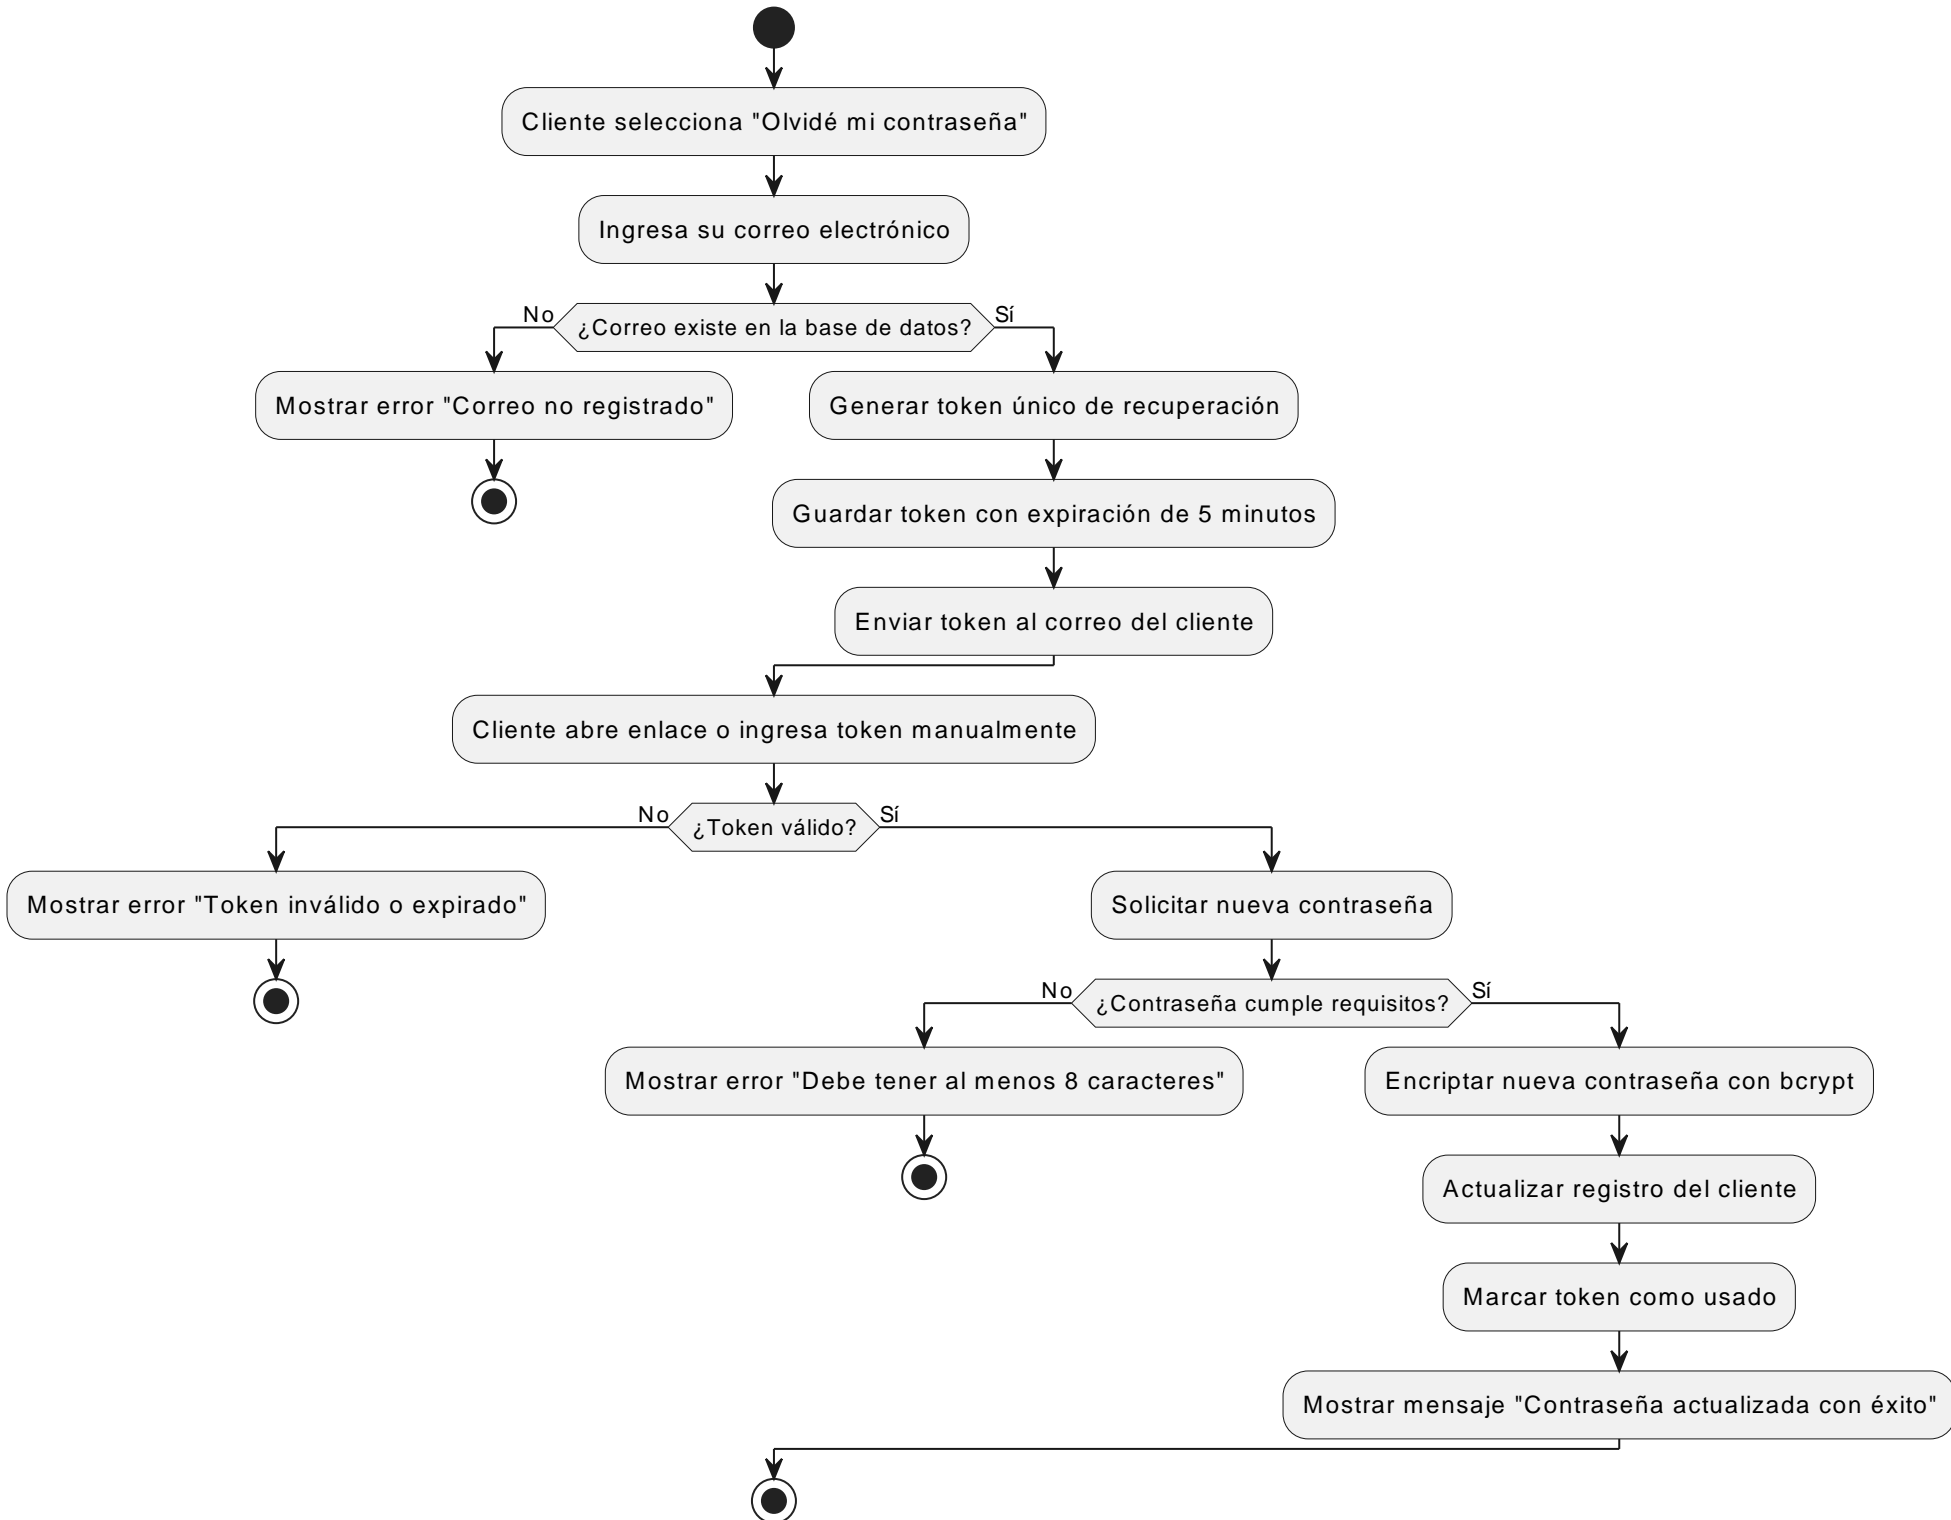 Cliente selecciona "Olvidé mi contraseña"
Ingresa su correo electrónico
No
¿Correo existe en la base de datos?
Sí
Mostrar error "Correo no registrado"
Generar token único de recuperación
Guardar token con expiración de 5 minutos
Enviar token al correo del cliente
Cliente abre enlace o ingresa token manualmente
No
¿Token válido?
Sí
Mostrar error "Token inválido o expirado"
Solicitar nueva contraseña
No
¿Contraseña cumple requisitos?
Sí
Mostrar error "Debe tener al menos 8 caracteres"
Encriptar nueva contraseña con bcrypt
Actualizar registro del cliente
Marcar token como usado
Mostrar mensaje "Contraseña actualizada con éxito"